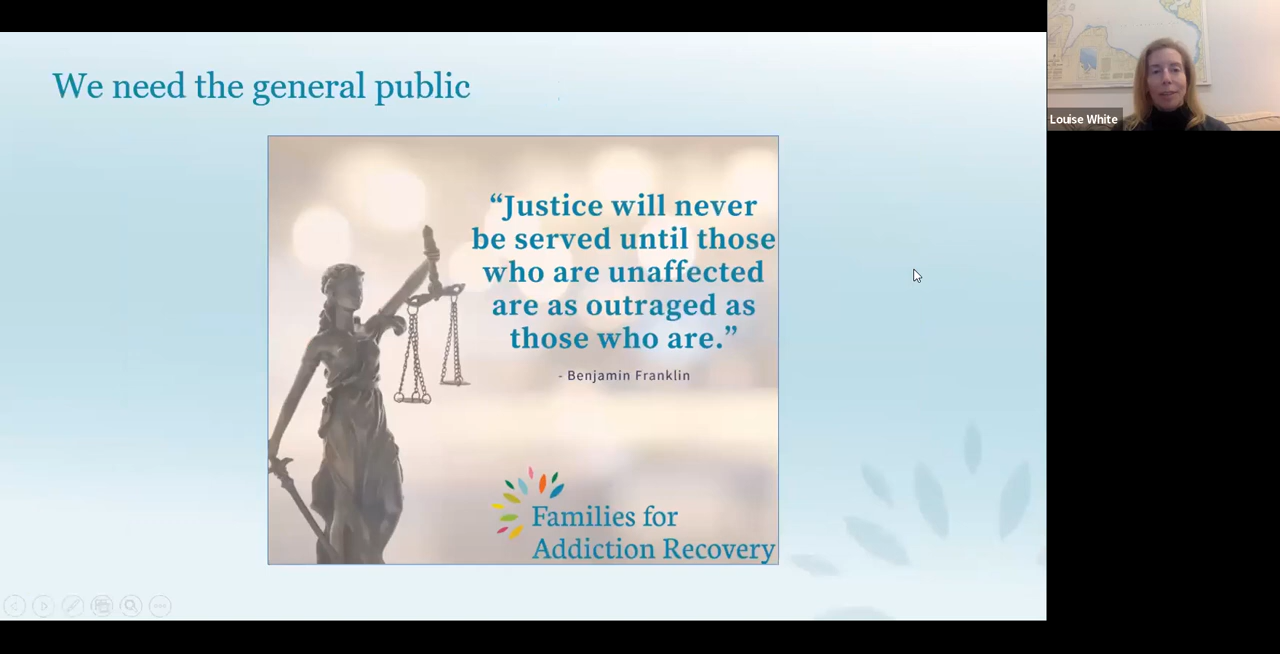 We need the general public
“Justice will never
be served until those
who are unaffected
are as outraged as
those who are.”
- Benjamin Franklin
Families for
Addiction Recovery
Louise White